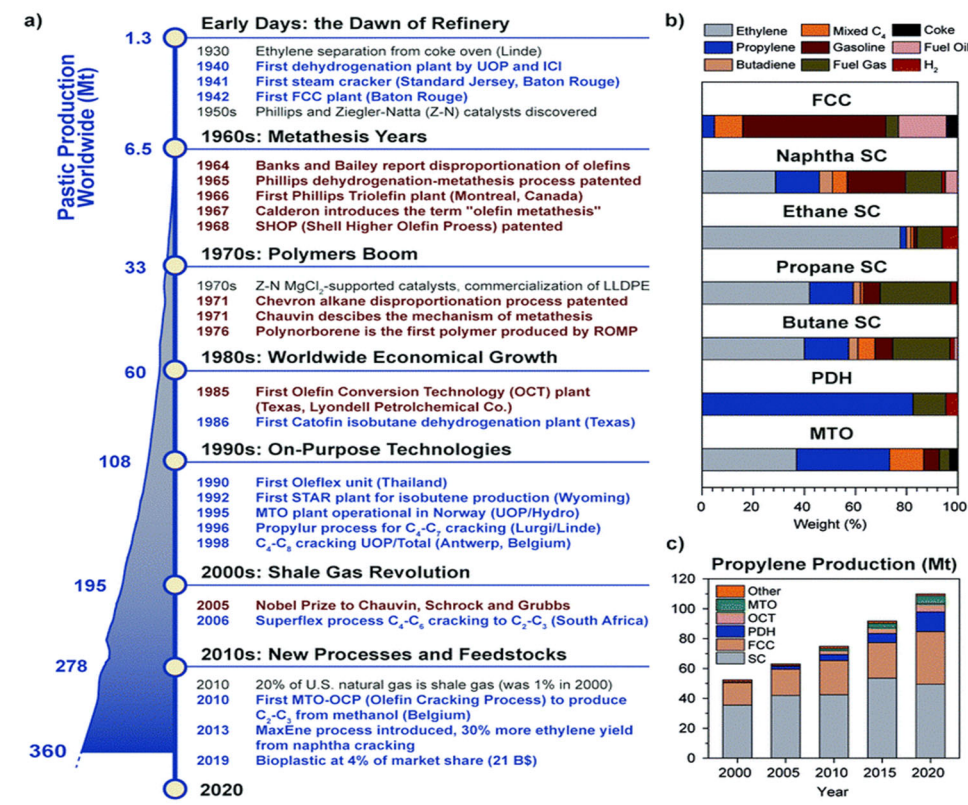 a)
Pastic Production
Worldwide (Mt)
1.3
Early Days: the Dawn of Refinery
1930 Ethylene separation from coke oven (Linde)
1940 First dehydrogenation plant by UOP and ICI
1941 First steam cracker (Standard Jersey, Baton Rouge)
1942 First FCC plant (Baton Rouge)
1950s Phillips and Ziegler-Natta (Z-N) catalysts discovered
6.5
1960s: Metathesis Years
1964 Banks and Bailey report disproportionation of olefins
1965 Phillips dehydrogenation-metathesis process patented
1966 First Phillips Triolefin plant (Montreal, Canada)
1967 Calderon introduces the term "olefin metathesis"
1968 SHOP (Shell Higher Olefin Proess) patented
33
1970s: Polymers Boom
1970s Z-N MgCl₂-supported catalysts, commercialization of LLDPE
1971 Chevron alkane disproportionation process patented
1971 Chauvin descibes the mechanism of metathesis
1976 Polynorborene is the first polymer produced by ROMP
60
1980s: Worldwide Economical Growth
1985 First Olefin Conversion Technology (OCT) plant
(Texas, Lyondell Petrolchemical Co.)
1986 First Catofin isobutane dehydrogenation plant (Texas)
108
1990s: On-Purpose Technologies
1990 First Oleflex unit (Thailand)
1992 First STAR plant for isobutene production (Wyoming)
1995 MTO plant operational in Norway (UOP/Hydro)
1996 Propylur process for C₄-C₇ cracking (Lurgi/Linde)
1998 C₄-C₈ cracking UOP/Total (Antwerp, Belgium)
195
2000s: Shale Gas Revolution
2005 Nobel Prize to Chauvin, Schrock and Grubbs
2006 Superflex process C₄-C₆ cracking to C₂-C₃ (South Africa)
278
2010s: New Processes and Feedstocks
2010 20% of U.S. natural gas is shale gas (was 1% in 2000)
2010 First MTO-OCP (Olefin Cracking Process) to produce
C₂-C₃ from methanol (Belgium)
2013 MaxEne process introduced, 30% more ethylene yield
from naphtha cracking
2019 Bioplastic at 4% of market share (21 B$)
360
2020
b)
Ethylene Mixed C₄ Coke
Propylene Gasoline Fuel Oil
Butadiene Fuel Gas H₂
FCC
Naphtha SC
Ethane SC
Propane SC
Butane SC
PDH
MTO
0 20 40 60 80 100
Weight (%)
c)
Propylene Production (Mt)
120
100
80
60
40
20
0
Other
MTO
OCT
PDH
FCC
SC
2000 2005 2010 2015 2020
Year